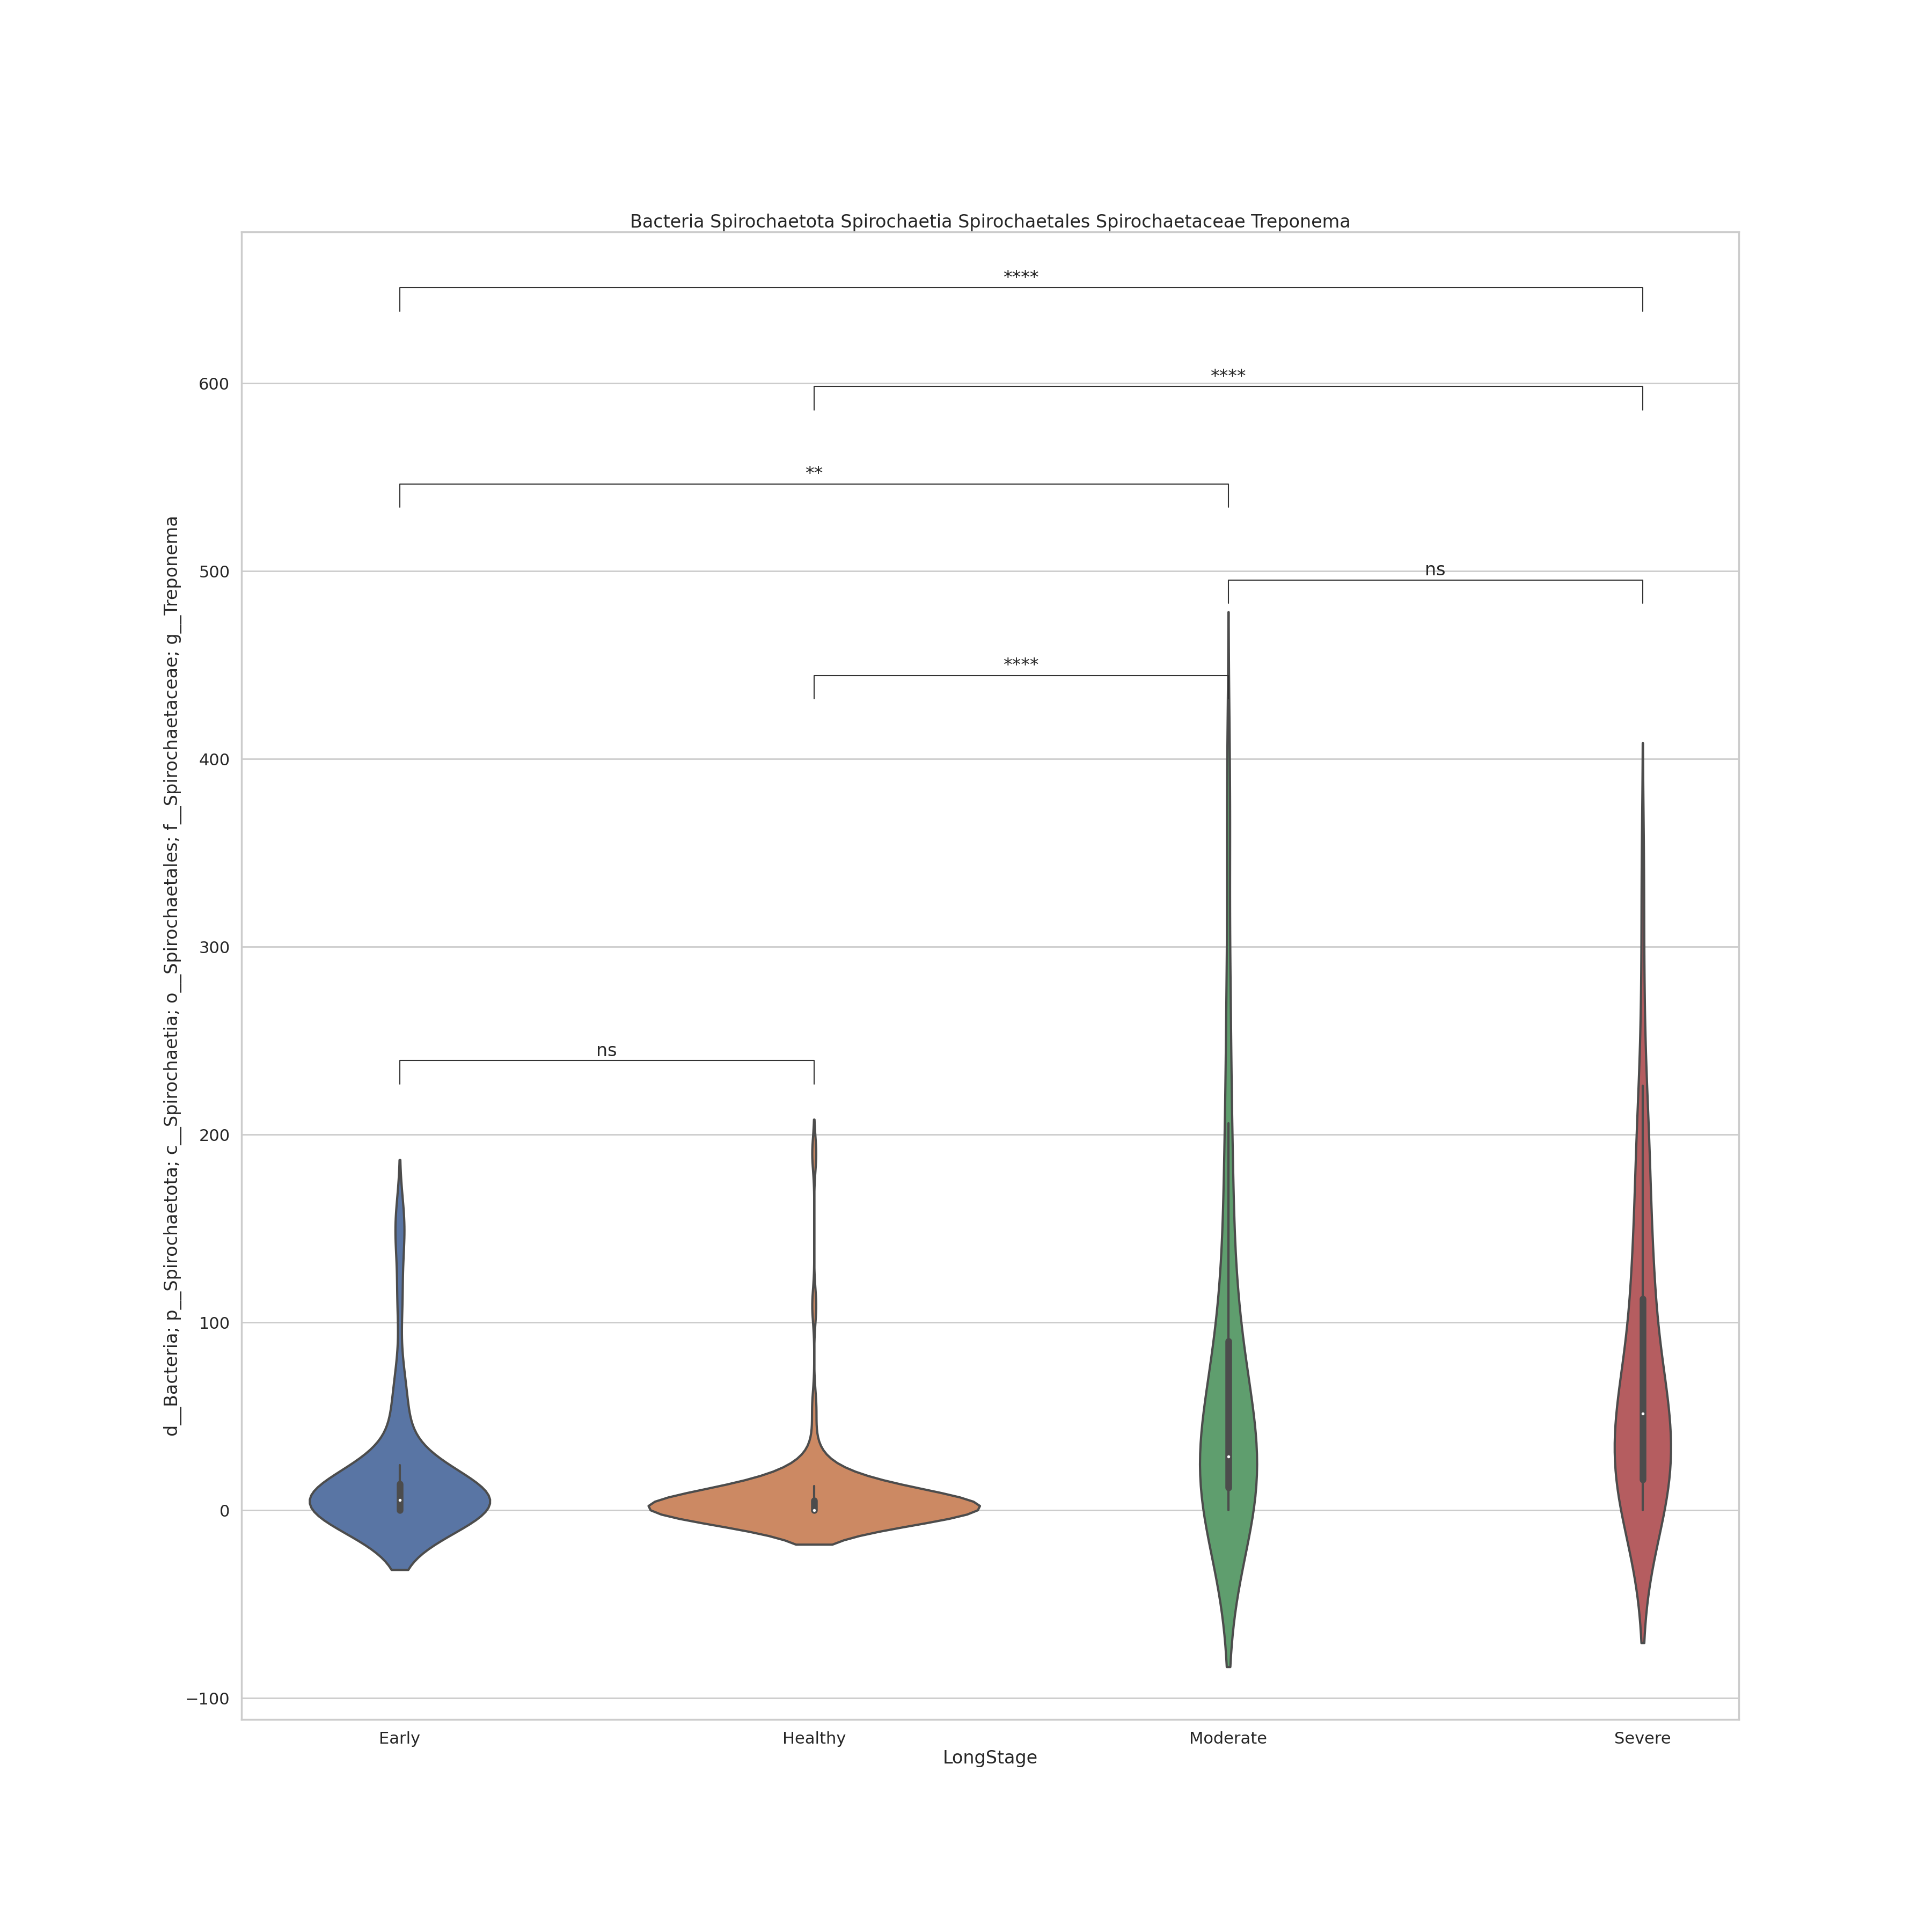 Bacteria Spirochaetota Spirochaetia Spirochaetales Spirochaetaceae Treponema
d__Bacteria; p__Spirochaetota; c__Spirochaetia; o__Spirochaetales; f__Spirochaetaceae; g__Treponema
600
500
400
300
200
100
0
−100
****
****
**
ns
****
ns
Early
Healthy
Moderate
Severe
LongStage